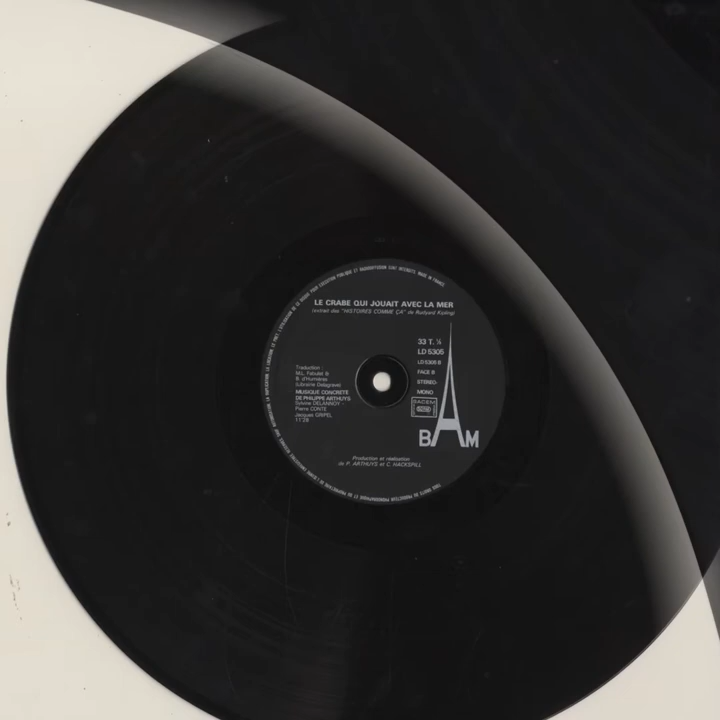 LE CRABE QUI JOUAIT AVEC LA MER
(extrait des "HISTOIRES COMME ÇA" de Rudyard Kipling)
33 T. ⅓
LD 5305
LD 5305 B
FACE B
STEREO-
MONO
SACEM
Traduction :
M.L. Fabulet &
B. d'Humières
(Librairie Delagrave)
MUSIQUE CONCRETE
DE PHILIPPE ARTHUYS
Sylvine DELANNOY -
Pierre CONTE
Jacques GRIPEL
17'28
BAM
Production et réalisation
de P. ARTHUYS et C. HACKSPILL